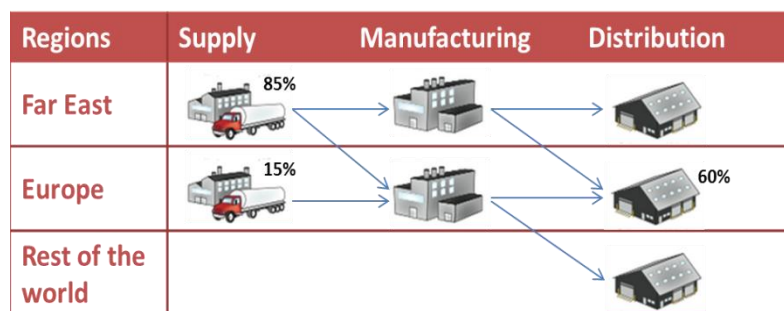 Regions Supply Manufacturing Distribution
Far East 85%
Europe 15% 60%
Rest of the
world